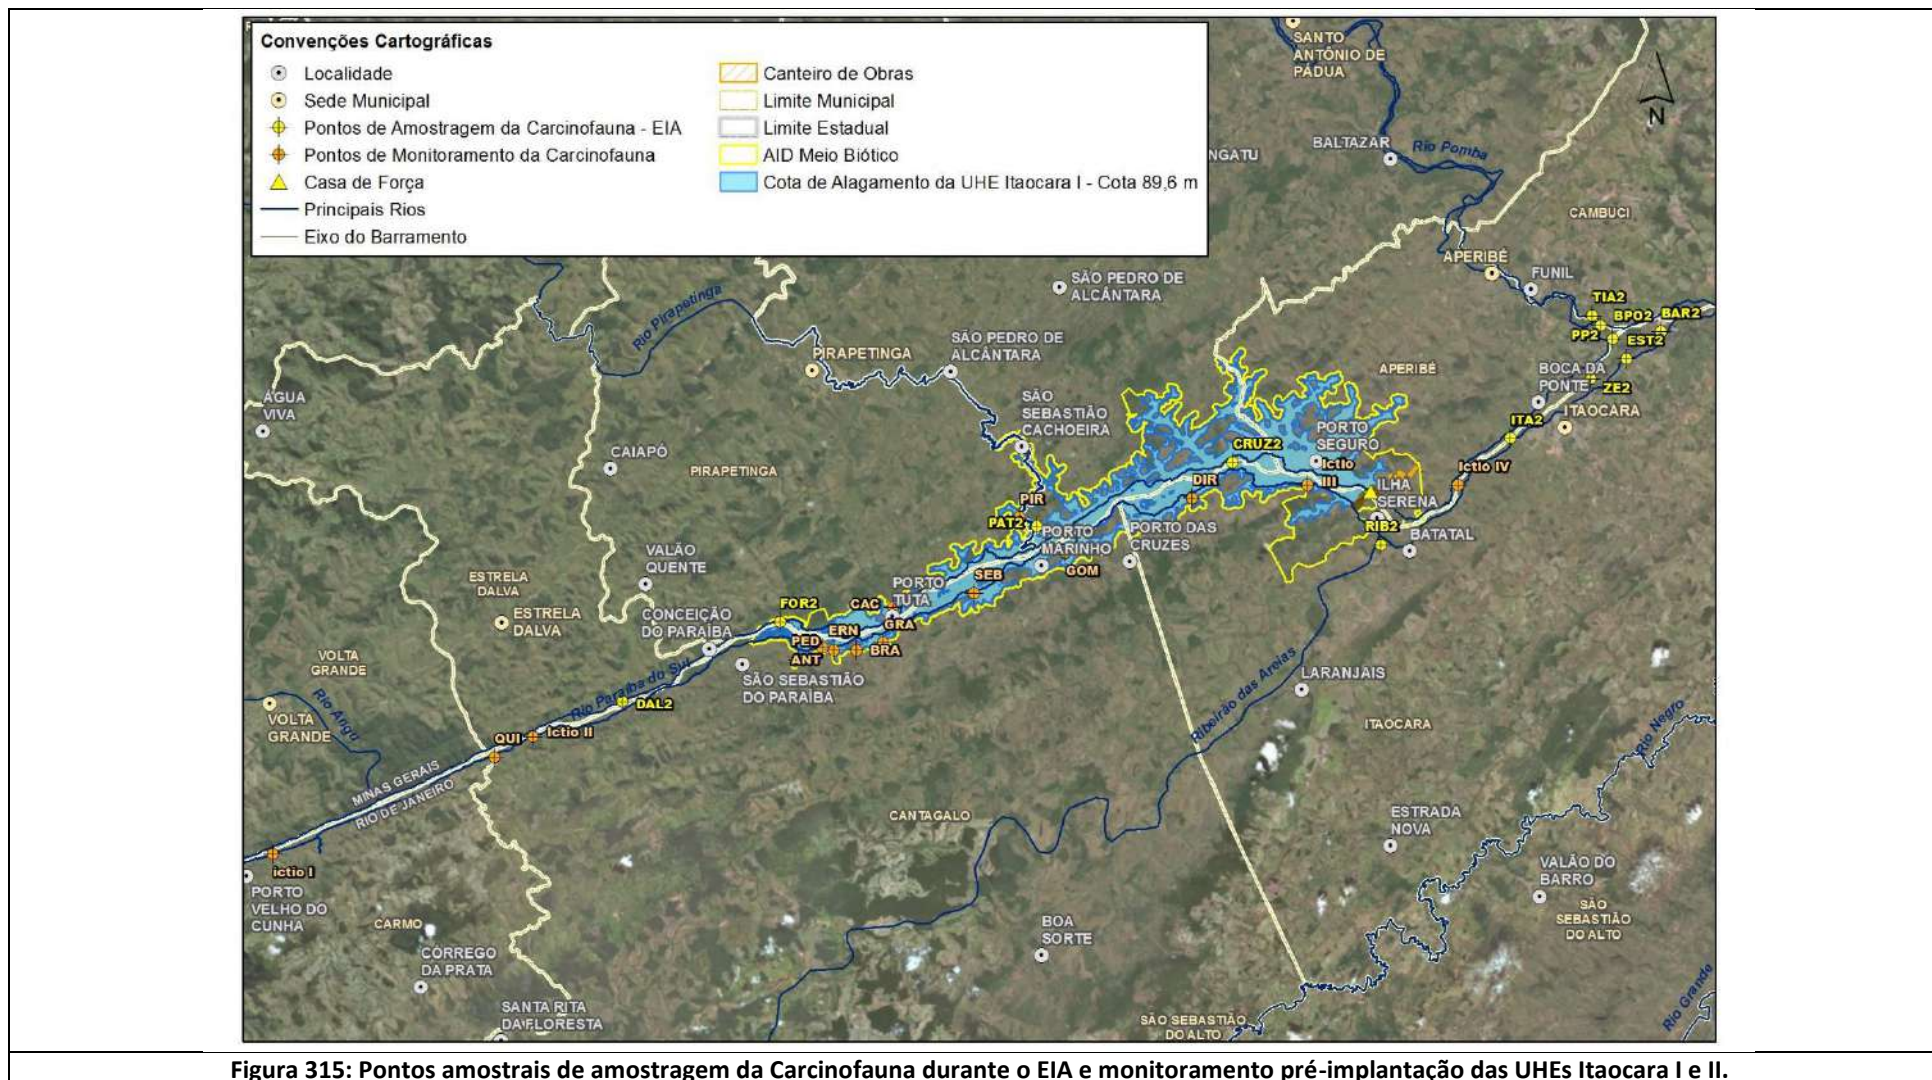 Convenções Cartográficas
Localidade
Sede Municipal
Pontos de Amostragem da Carcinofauna - EIA
Pontos de Monitoramento da Carcinofauna
Casa de Força
Principais Rios
Eixo do Barramento
Canteiro de Obras
Limite Municipal
Limite Estadual
AID Meio Biótico
Cota de Alagamento da UHE Itaocara I - Cota 89,6 m
SANTO
ANTÔNIO DE
PÁDUA
N
BALTAZAR
Rio Pomba
NGATU
CAMBUCI
APERIBÉ
FUNIL
SÃO PEDRO DE
ALCÂNTARA
TIA2
BPO2
BAR2
PP2
EST2
Rio Pirapetinga
SÃO PEDRO DE
ALCÂNTARA
PIRAPETINGA
APERIBÉ
BOCA DA
PONTE
ZE2
ITAOCARA
ÁGUA
VIVA
SÃO
SEBASTIÃO
CACHOEIRA
ITA2
PORTO
SEGURO
CRUZ2
CAIAPÓ
PIRAPETINGA
Ictio
III
Ictio IV
DIR
ILHA
SERENA
PIR
PAT2
RIB2
BATATAL
PORTO
MARINHO
PORTO DAS
CRUZES
VALÃO
QUENTE
GOM
SEB
ESTRELA
DALVA
PORTO
TUTA
ESTRELA
DALVA
FOR2
CAC
CONCEIÇÃO
DO PARAÍBA
GRA
ERN
PED
ANT
BRA
VOLTA
GRANDE
SÃO SEBASTIÃO
DO PARAÍBA
LARANJAIS
Rio Paraíba do Sul
DAL2
Rio Angu
VOLTA
GRANDE
Ribeirão das Areias
ITAOCARA
Rio Negro
QUI
Ictio II
MINAS GERAIS
RIO DE JANEIRO
CANTAGALO
ESTRADA
NOVA
ictio I
PORTO
VELHO DO
CUNHA
VALÃO DO
BARRO
CARMO
SÃO
SEBASTIÃO
DO ALTO
BOA
SORTE
CÓRREGO
DA PRATA
SANTA RITA
DA FLORESTA
SÃO SEBASTIÃO
DO ALTO
Rio Grande
Figura 315: Pontos amostrais de amostragem da Carcinofauna durante o EIA e monitoramento pré-implantação das UHEs Itaocara I e II.